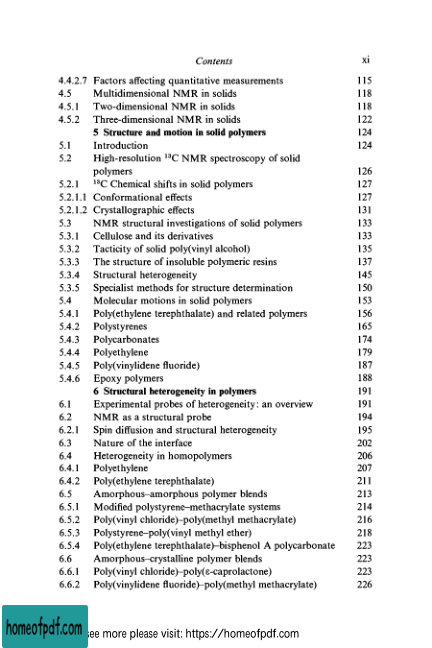 Contents xi
4.4.2.7 Factors affecting quantitative measurements 115
4.5 Multidimensional NMR in solids 118
4.5.1 Two-dimensional NMR in solids 118
4.5.2 Three-dimensional NMR in solids 122
5 Structure and motion in solid polymers 124
5.1 Introduction 124
5.2 High-resolution ¹³C NMR spectroscopy of solid
polymers 126
5.2.1 ¹³C Chemical shifts in solid polymers 127
5.2.1.1 Conformational effects 127
5.2.1.2 Crystallographic effects 131
5.3 NMR structural investigations of solid polymers 133
5.3.1 Cellulose and its derivatives 133
5.3.2 Tacticity of solid poly(vinyl alcohol) 135
5.3.3 The structure of insoluble polymeric resins 137
5.3.4 Structural heterogeneity 145
5.3.5 Specialist methods for structure determination 150
5.4 Molecular motions in solid polymers 153
5.4.1 Poly(ethylene terephthalate) and related polymers 156
5.4.2 Polystyrenes 165
5.4.3 Polycarbonates 174
5.4.4 Polyethylene 179
5.4.5 Poly(vinylidene fluoride) 187
5.4.6 Epoxy polymers 188
6 Structural heterogeneity in polymers 191
6.1 Experimental probes of heterogeneity: an overview 191
6.2 NMR as a structural probe 194
6.2.1 Spin diffusion and structural heterogeneity 195
6.3 Nature of the interface 202
6.4 Heterogeneity in homopolymers 206
6.4.1 Polyethylene 207
6.4.2 Poly(ethylene terephthalate) 211
6.5 Amorphous–amorphous polymer blends 213
6.5.1 Modified polystyrene–methacrylate systems 214
6.5.2 Poly(vinyl chloride)–poly(methyl methacrylate) 216
6.5.3 Polystyrene–poly(vinyl methyl ether) 218
6.5.4 Poly(ethylene terephthalate)–bisphenol A polycarbonate 223
6.6 Amorphous–crystalline polymer blends 223
6.6.1 Poly(vinyl chloride)–poly(ε-caprolactone) 223
6.6.2 Poly(vinylidene fluoride)–poly(methyl methacrylate) 226
homeofpdf.com see more please visit: https://homeofpdf.com